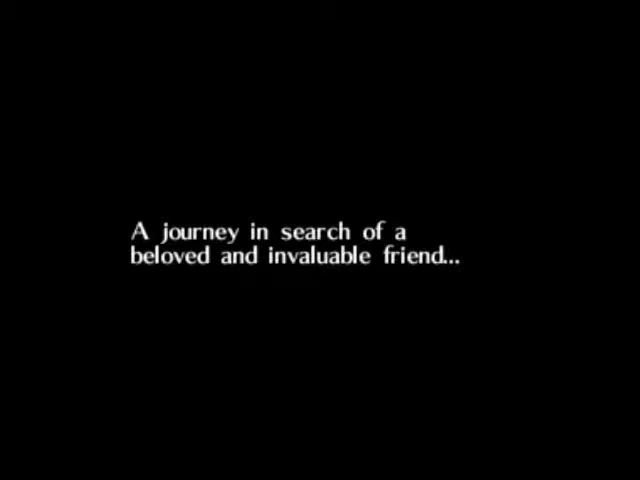 A journey in search of a
beloved and invaluable friend...